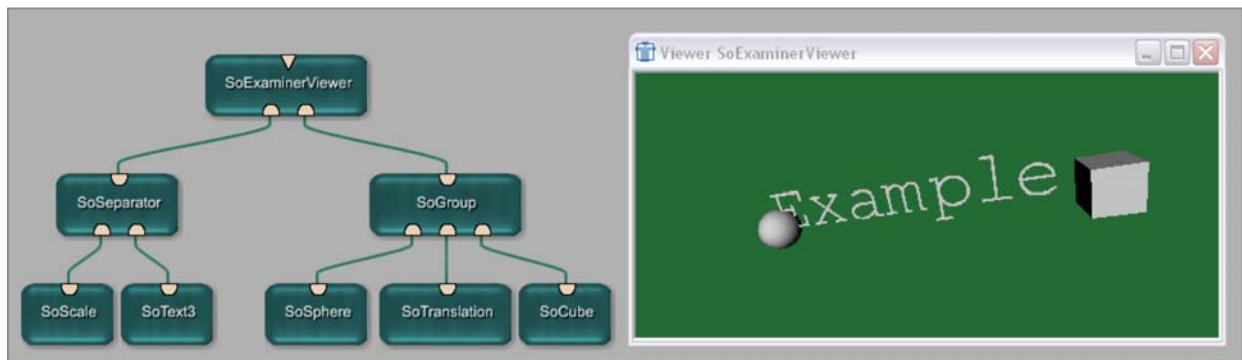 SoExaminerViewer
SoSeparator
SoGroup
SoScale
SoText3
SoSphere
SoTranslation
SoCube
Viewer SoExaminerViewer
Example